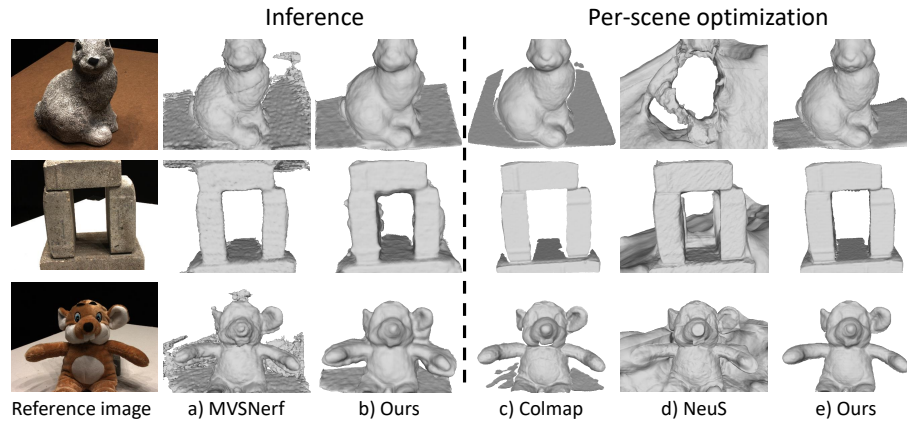 Inference
Per-scene optimization
Reference image
a) MVSNerf
b) Ours
c) Colmap
d) NeuS
e) Ours